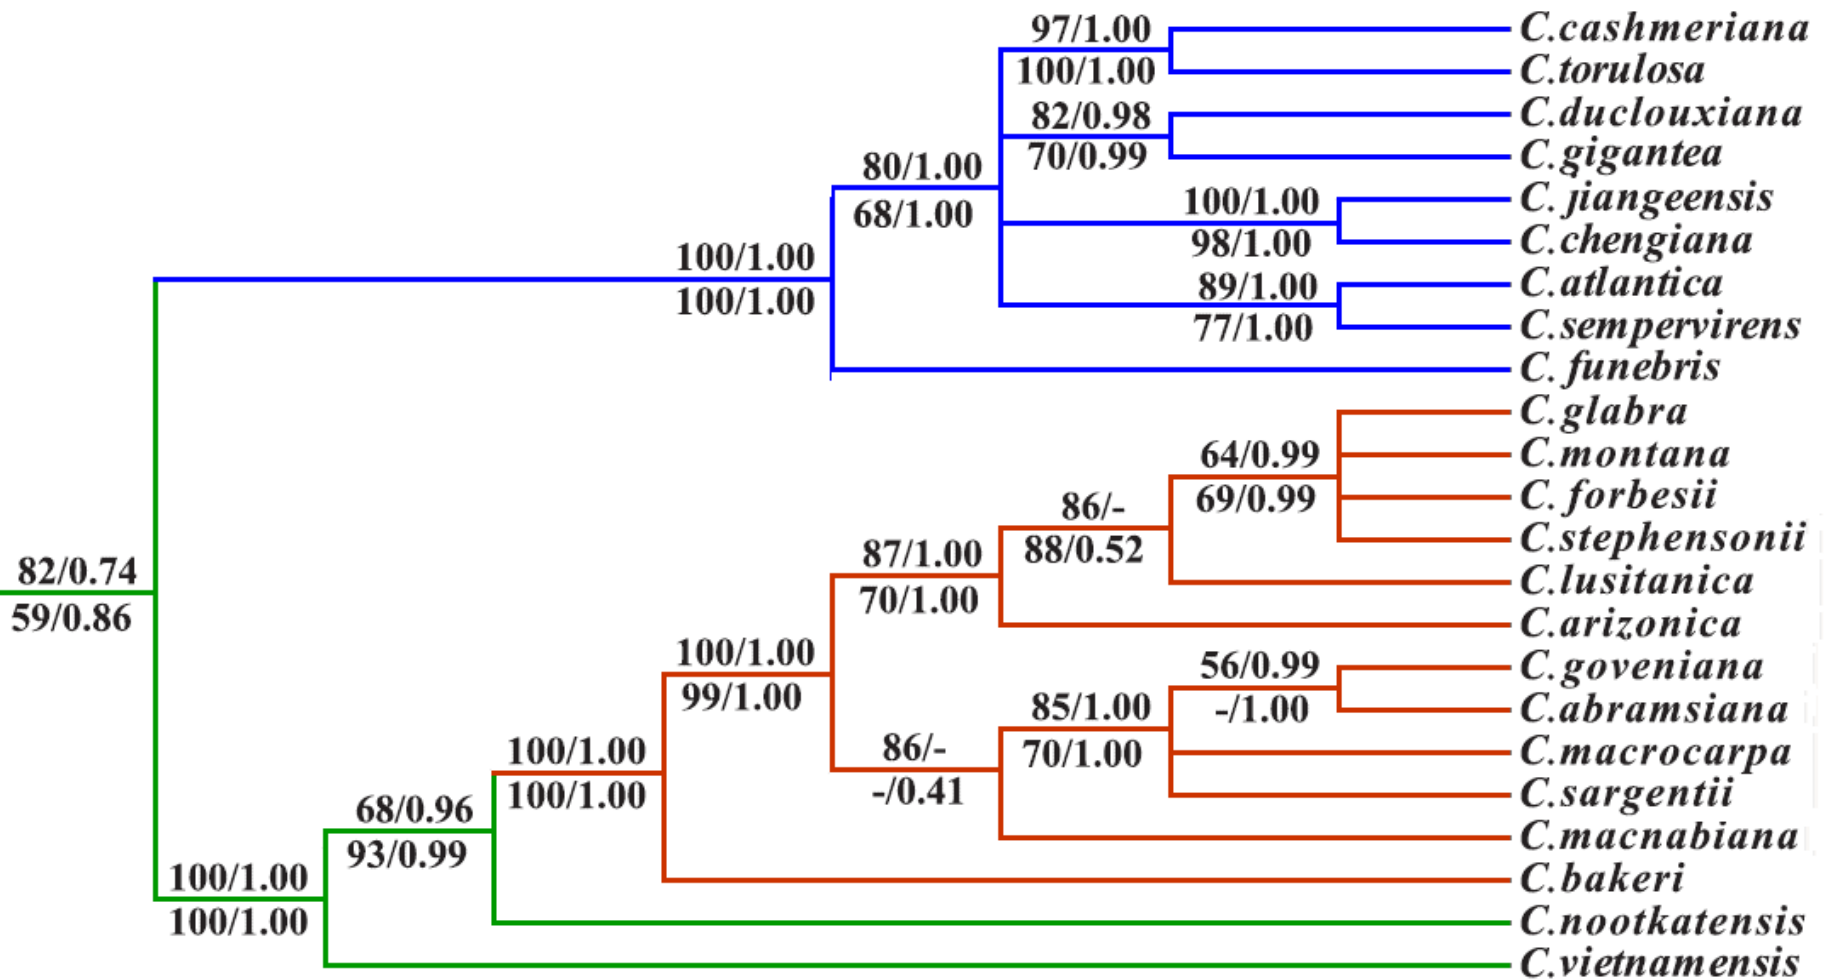 97/1.00
C.cashmeriana
100/1.00
C.torulosa
82/0.98
C.duclouxiana
70/0.99
C.gigantea
80/1.00
68/1.00
100/1.00
C. jiangeensis
98/1.00
C.chengiana
100/1.00
100/1.00
89/1.00
C.atlantica
77/1.00
C.sempervirens
C. funebris
C.glabra
64/0.99
C.montana
69/0.99
C. forbesii
86/-
88/0.52
C.stephensonii
87/1.00
70/1.00
C.lusitanica
82/0.74
59/0.86
C.arizonica
100/1.00
99/1.00
56/0.99
C.goveniana
-/1.00
C.abramsiana
85/1.00
70/1.00
86/-
-/0.41
C.macrocarpa
100/1.00
100/1.00
C.sargentii
68/0.96
93/0.99
C.macnabiana
100/1.00
100/1.00
C.bakeri
C.nootkatensis
C.vietnamensis